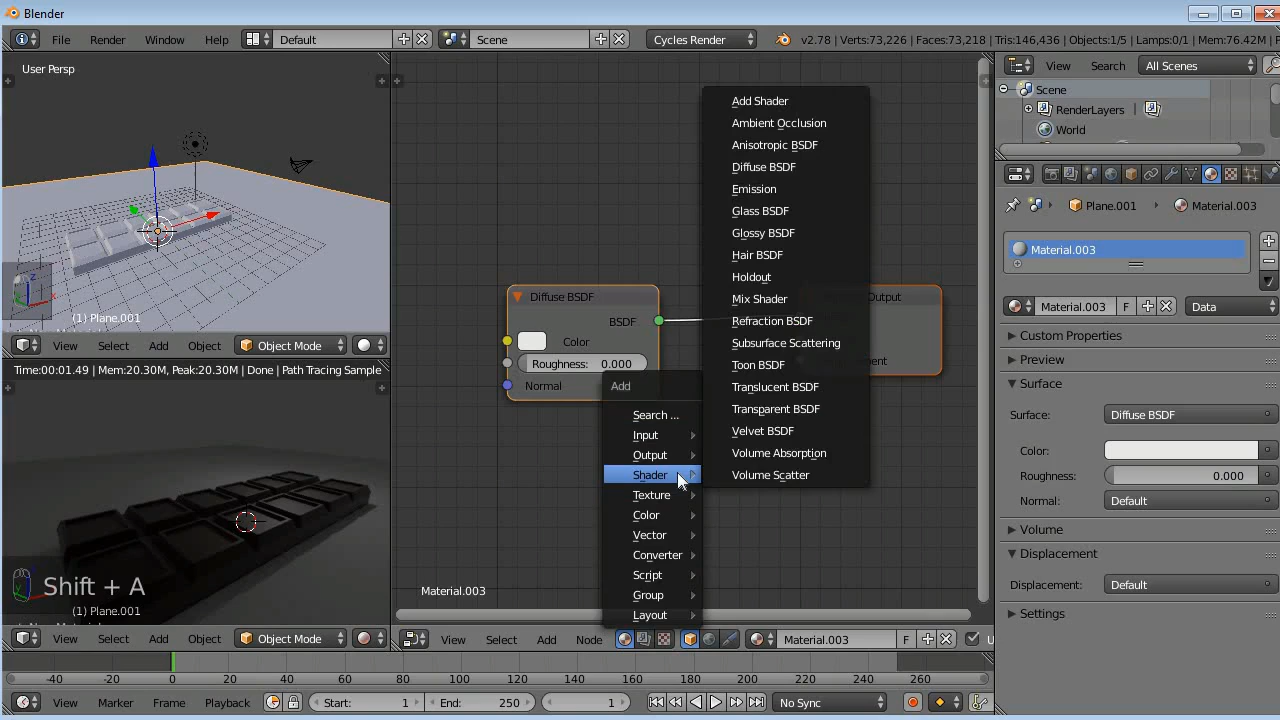 Blender
File Render Window Help Default Scene Cycles Render v2.78 | Verts:73,226 | Faces:73,218 | Tris:146,436 | Objects:1/5 | Lamps:0/1 | Mem:76.42M |
User Persp
(1) Plane.001
View Select Add Object Object Mode
Time:00:01.49 | Mem:20.30M, Peak:20.30M | Done | Path Tracing Sample
Shift + A
(1) Plane.001
View Select Add Object Object Mode
Diffuse BSDF
BSDF
Color
Roughness: 0.000
Normal
Output
Add
Search ...
Input
Output
Shader
Texture
Color
Vector
Converter
Script
Group
Layout
Add Shader
Ambient Occlusion
Anisotropic BSDF
Diffuse BSDF
Emission
Glass BSDF
Glossy BSDF
Hair BSDF
Holdout
Mix Shader
Refraction BSDF
Subsurface Scattering
Toon BSDF
Translucent BSDF
Transparent BSDF
Velvet BSDF
Volume Absorption
Volume Scatter
Material.003
View Select Add Node Material.003 F
View Search All Scenes
Scene
RenderLayers |
World
Plane.001 Material.003
Material.003
Material.003 F Data
Custom Properties
Preview
Surface
Surface: Diffuse BSDF
Color:
Roughness: 0.000
Normal: Default
Volume
Displacement
Displacement: Default
Settings
-40 -20 0 20 40 60 80 100 120 140 160 180 200 220 240 260
View Marker Frame Playback Start: 1 End: 250 1 No Sync